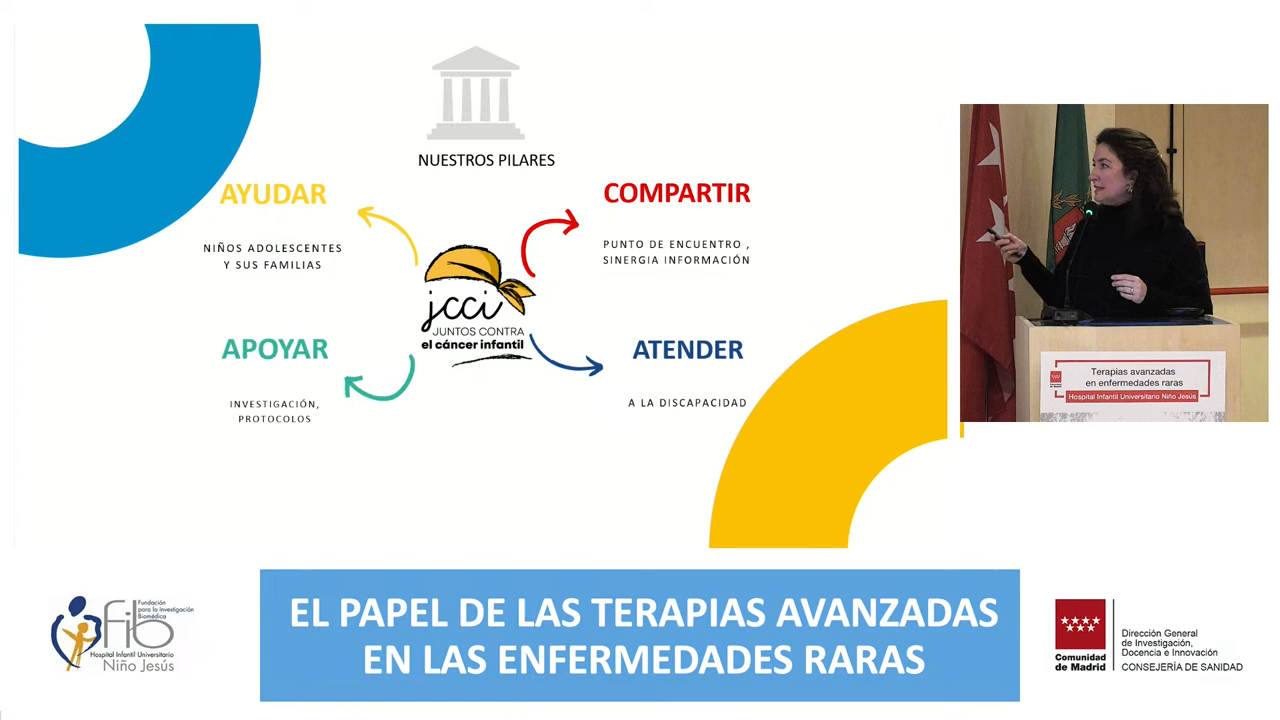 NUESTROS PILARES
AYUDAR
NIÑOS ADOLESCENTES
Y SUS FAMILIAS
COMPARTIR
PUNTO DE ENCUENTRO ,
SINERGIA INFORMACIÓN
jcci
JUNTOS CONTRA
el cáncer infantil
APOYAR
INVESTIGACIÓN,
PROTOCOLOS
ATENDER
A LA DISCAPACIDAD
Terapias avanzadas
en enfermedades raras
Hospital Infantil Universitario Niño Jesús
fib
Fundación
para la Investigación
Biomédica
Hospital Infantil Universitario
Niño Jesús
EL PAPEL DE LAS TERAPIAS AVANZADAS
EN LAS ENFERMEDADES RARAS
Comunidad
de Madrid
Dirección General
de Investigación,
Docencia e Innovación
CONSEJERÍA DE SANIDAD